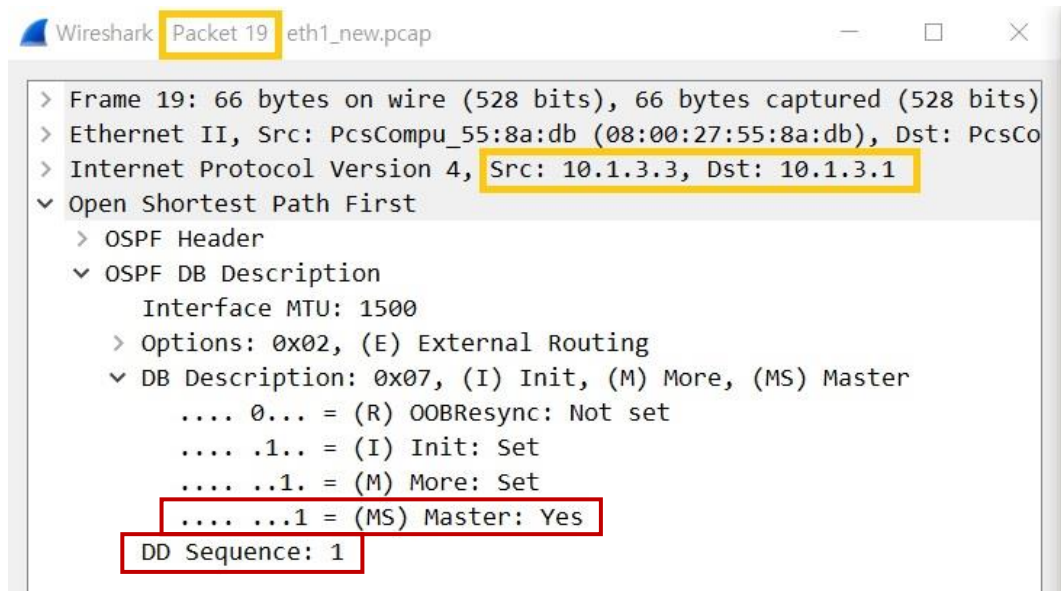 Wireshark Packet 19 eth1_new.pcap
> Frame 19: 66 bytes on wire (528 bits), 66 bytes captured (528 bits)
> Ethernet II, Src: PcsCompu_55:8a:db (08:00:27:55:8a:db), Dst: PcsCo
> Internet Protocol Version 4, Src: 10.1.3.3, Dst: 10.1.3.1
Open Shortest Path First
> OSPF Header
OSPF DB Description
Interface MTU: 1500
> Options: 0x02, (E) External Routing
DB Description: 0x07, (I) Init, (M) More, (MS) Master
.... 0... = (R) OOBResync: Not set
.... .1.. = (I) Init: Set
.... ..1. = (M) More: Set
.... ...1 = (MS) Master: Yes
DD Sequence: 1